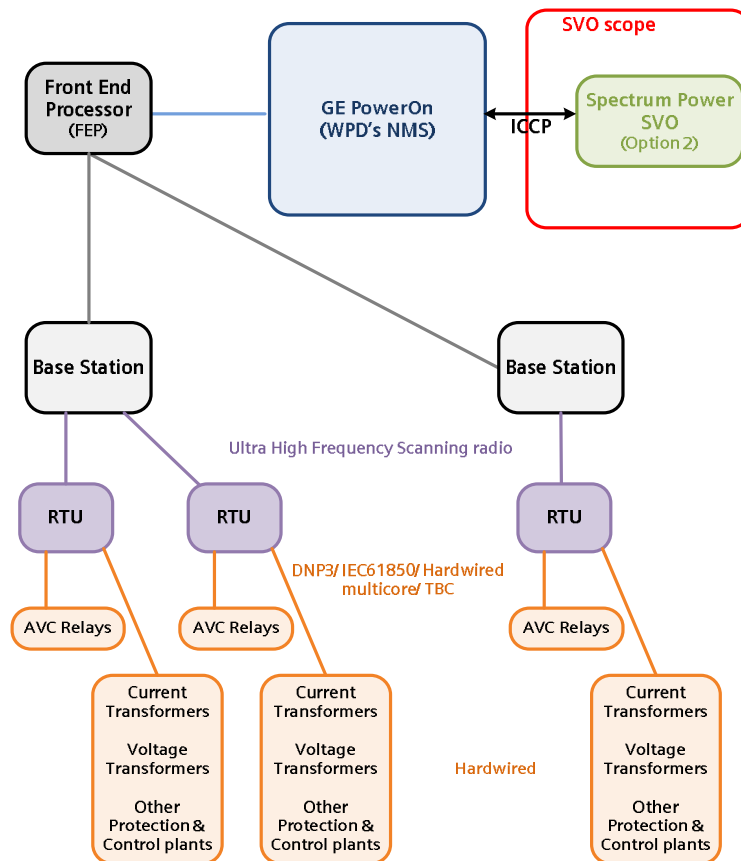 SVO scope
Front End
Processor
(FEP)
GE PowerOn
(WPD's NMS)
ICCP
Spectrum Power
SVO
(Option 2)
Base Station
Base Station
Ultra High Frequency Scanning radio
RTU
RTU
RTU
DNP3/ IEC61850/ Hardwired
multicore/ TBC
AVC Relays
AVC Relays
AVC Relays
Current
Transformers
Voltage
Transformers
Other
Protection &
Control plants
Current
Transformers
Voltage
Transformers
Other
Protection &
Control plants
Hardwired
Current
Transformers
Voltage
Transformers
Other
Protection &
Control plants